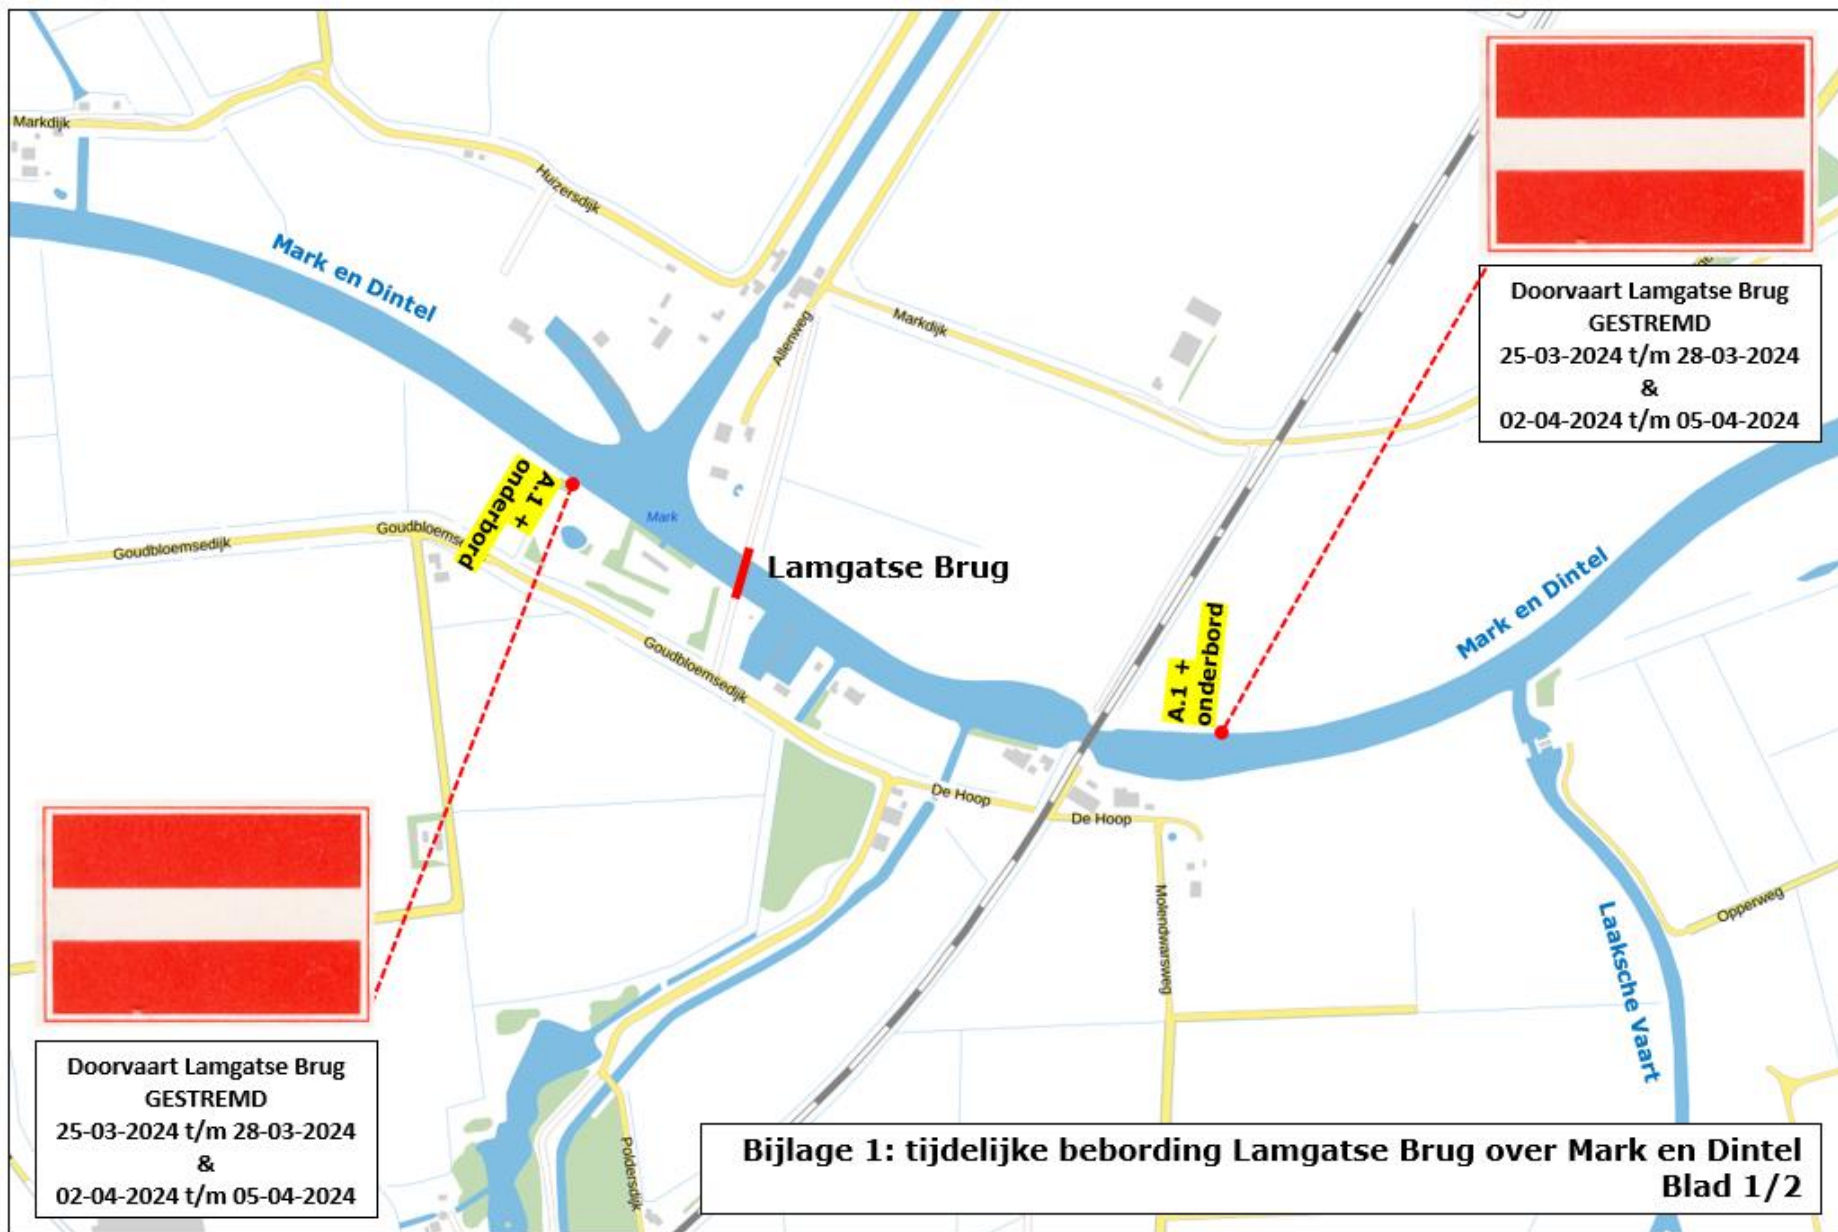 Markdijk
Huizersdijk
Mark en Dintel
Allenweg
Markdijk
Doorvaart Lamgatse Brug
GESTREMD
25-03-2024 t/m 28-03-2024
&
02-04-2024 t/m 05-04-2024
A.1 +
onderbord
Goudbloemsedijk
Mark
Lamgatse Brug
Goudbloemsedijk
A.1 +
onderbord
Mark en Dintel
De Hoop
De Hoop
Molendwarsweg
Opperweg
Laaksche Vaart
Poldersdijk
Doorvaart Lamgatse Brug
GESTREMD
25-03-2024 t/m 28-03-2024
&
02-04-2024 t/m 05-04-2024
Bijlage 1: tijdelijke bebording Lamgatse Brug over Mark en Dintel
Blad 1/2